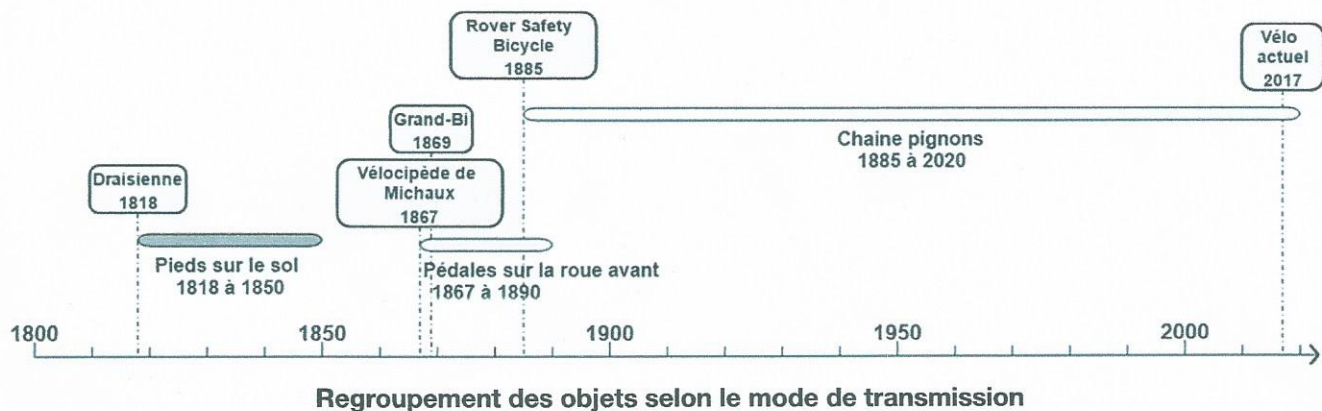 Rover Safety
Bicycle
1885
Vélo
actuel
2017
Grand-Bi
1869
Chaine pignons
1885 à 2020
Draisienne
1818
Vélocipède de
Michaux
1867
Pieds sur le sol
1818 à 1850
Pédales sur la roue avant
1867 à 1890
1800 1850 1900 1950 2000
Regroupement des objets selon le mode de transmission